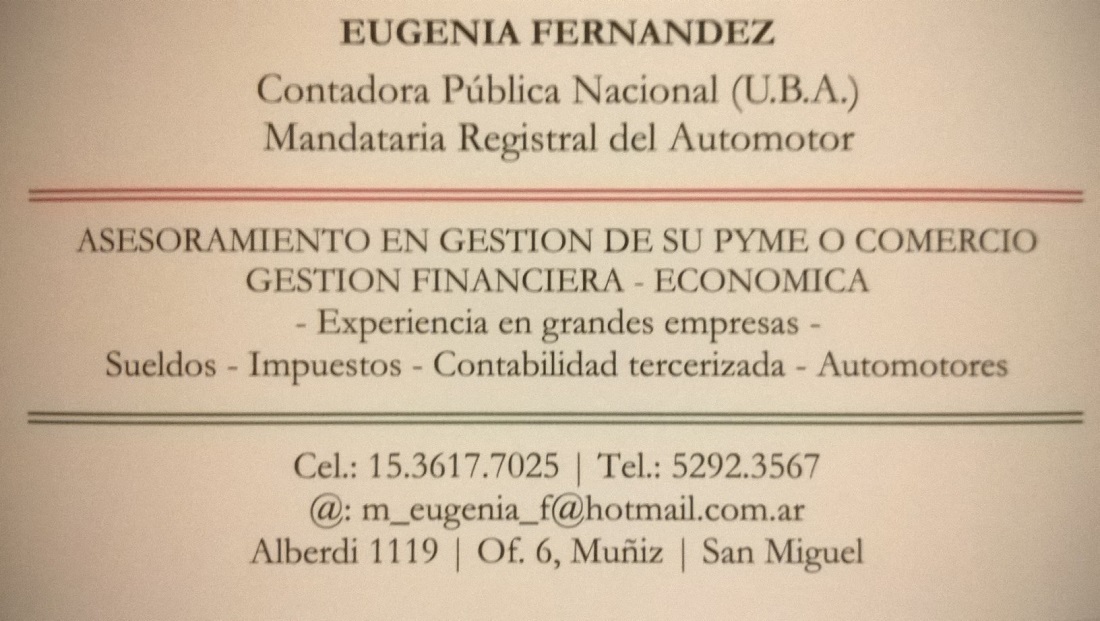 EUGENIA FERNANDEZ
Contadora Pública Nacional (U.B.A.)
Mandataria Registral del Automotor
ASESORAMIENTO EN GESTION DE SU PYME O COMERCIO
GESTION FINANCIERA - ECONOMICA
- Experiencia en grandes empresas -
Sueldos - Impuestos - Contabilidad tercerizada - Automotores
Cel.: 15.3617.7025 | Tel.: 5292.3567
@: m_eugenia_f@hotmail.com.ar
Alberdi 1119 | Of. 6, Muñiz | San Miguel